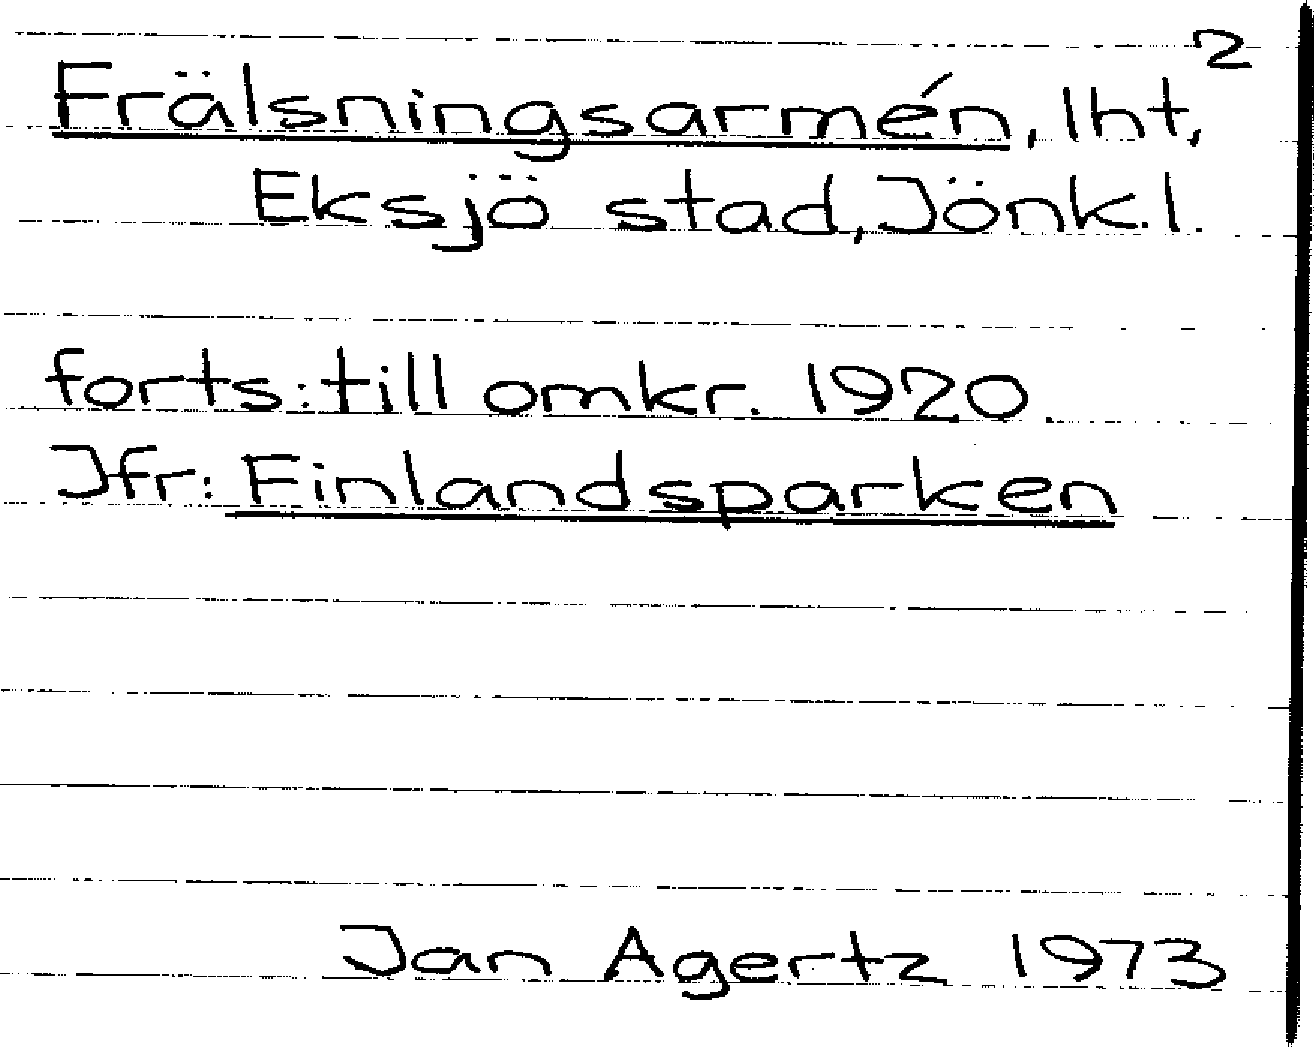 2
Frälsningsarmén, lht,
Eksjö stad, Jönk.l.
forts: till omkr. 1920.
Jfr: Finlandsparken
Jan Agertz 1973